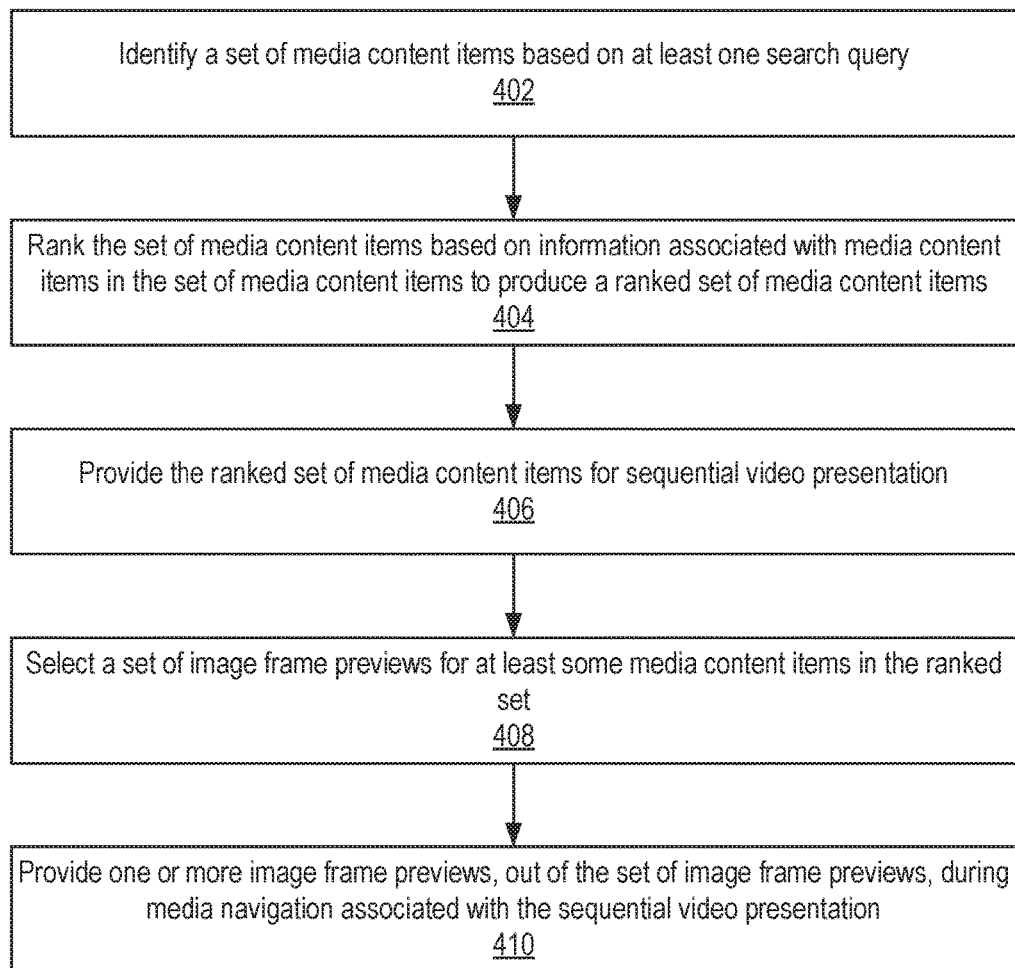 Identify a set of media content items based on at least one search query
402
Rank the set of media content items based on information associated with media content
items in the set of media content items to produce a ranked set of media content items
404
Provide the ranked set of media content items for sequential video presentation
406
Select a set of image frame previews for at least some media content items in the ranked
set
408
Provide one or more image frame previews, out of the set of image frame previews, during
media navigation associated with the sequential video presentation
410